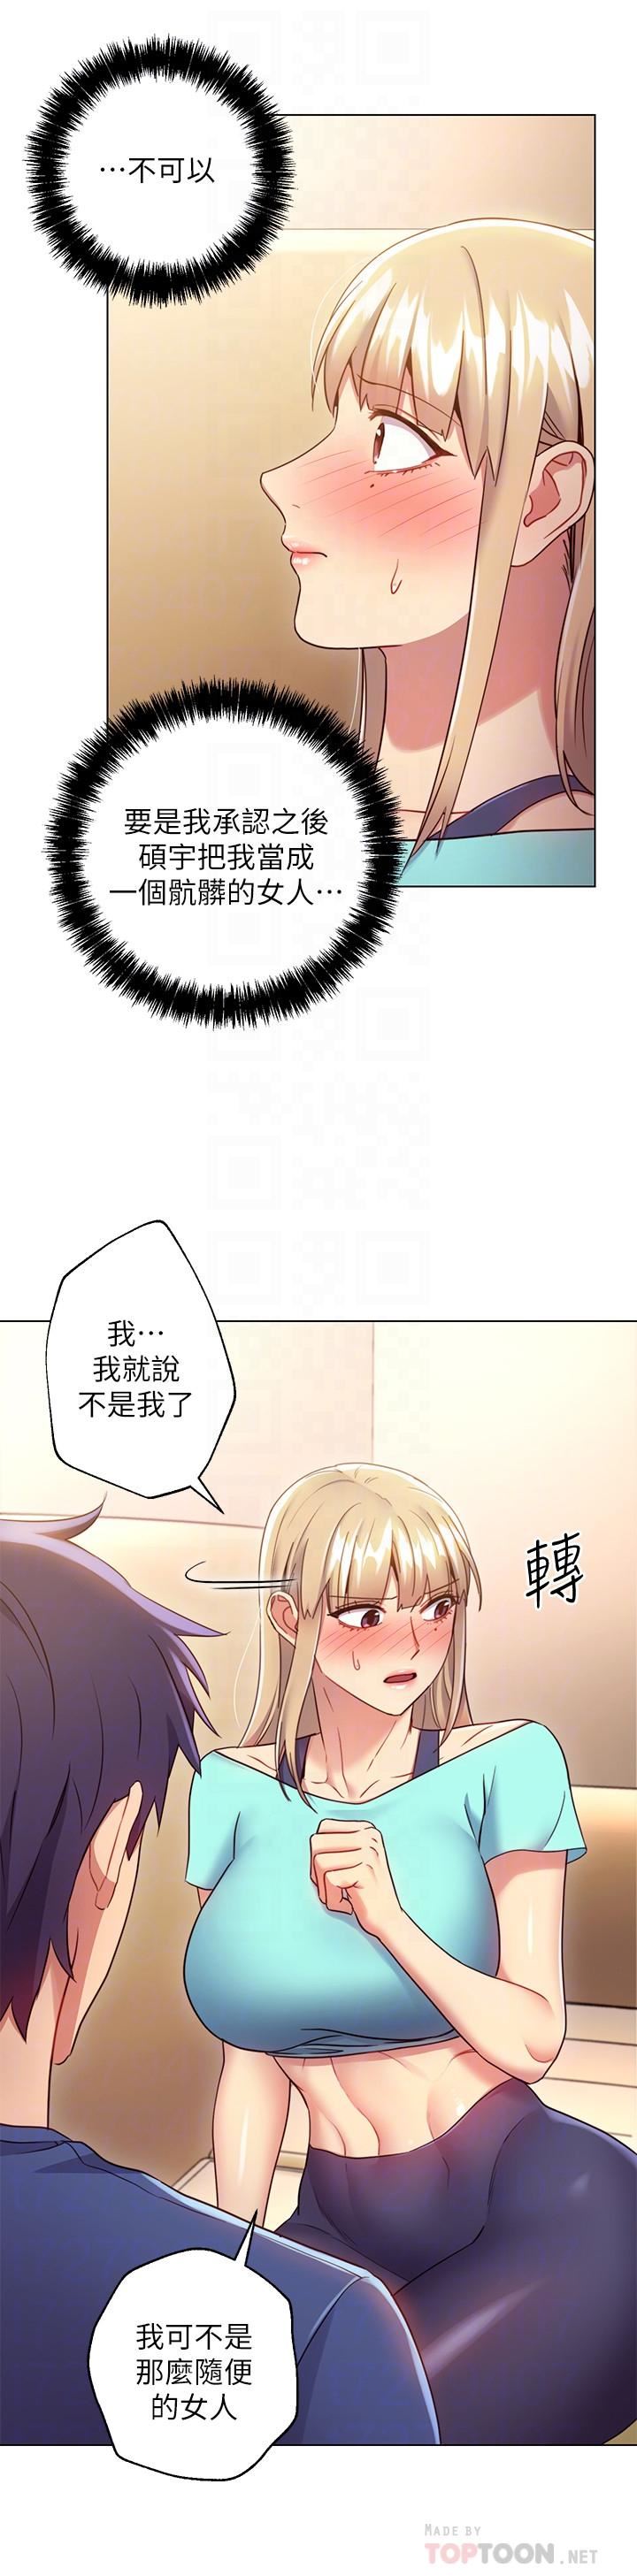 …不可以
要是我承認之後
碩宇把我當成
一個骯髒的女人…
我…
我就說
不是我了
轉
我可不是
那麼隨便
的女人
MADE BY
TOPTOON.NET